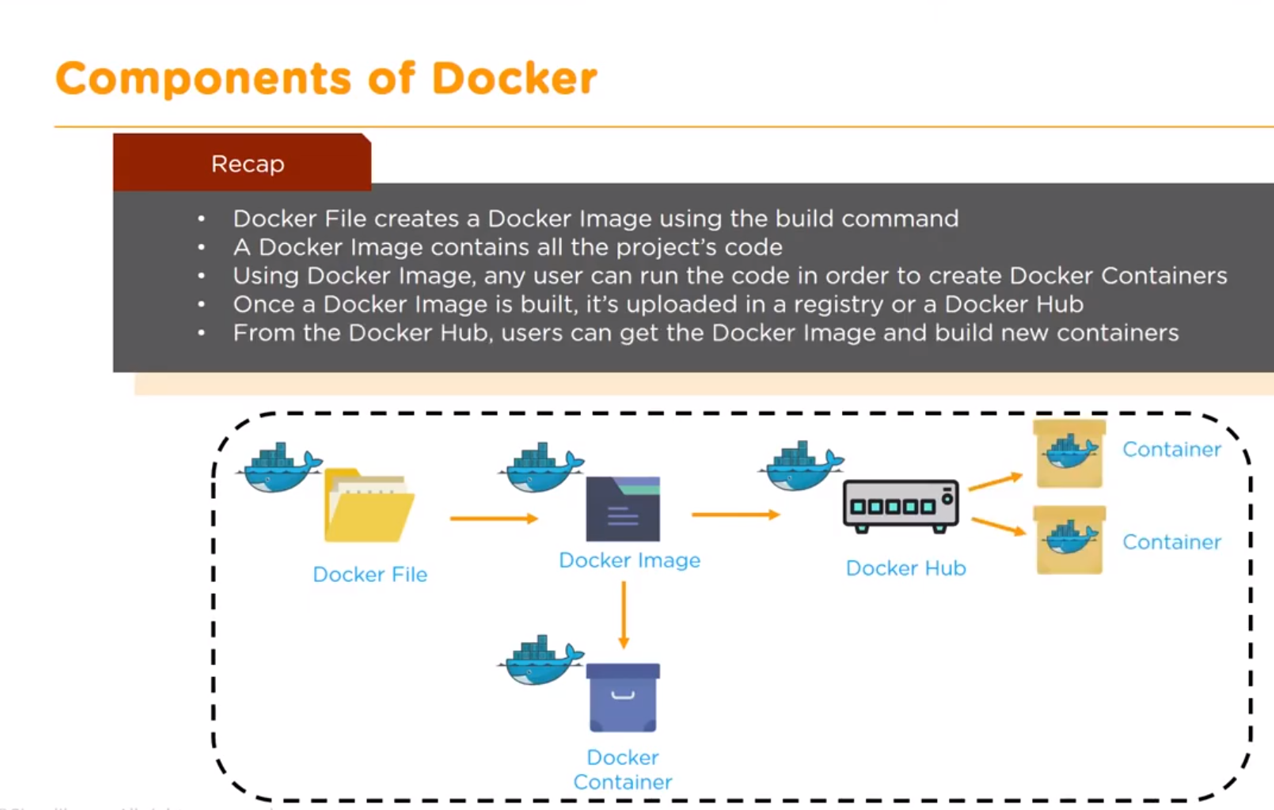 Components of Docker
Recap
• Docker File creates a Docker Image using the build command
• A Docker Image contains all the project's code
• Using Docker Image, any user can run the code in order to create Docker Containers
• Once a Docker Image is built, it's uploaded in a registry or a Docker Hub
• From the Docker Hub, users can get the Docker Image and build new containers
Container
Container
Docker File
Docker Image
Docker Hub
Docker
Container